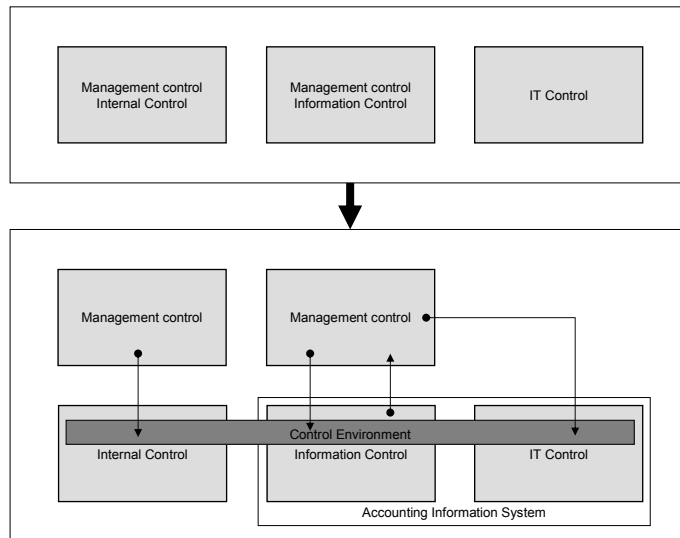 Management control
Internal Control
Management control
Information Control
IT Control
Management control
Management control
Control Environment
Internal Control
Information Control
IT Control
Accounting Information System